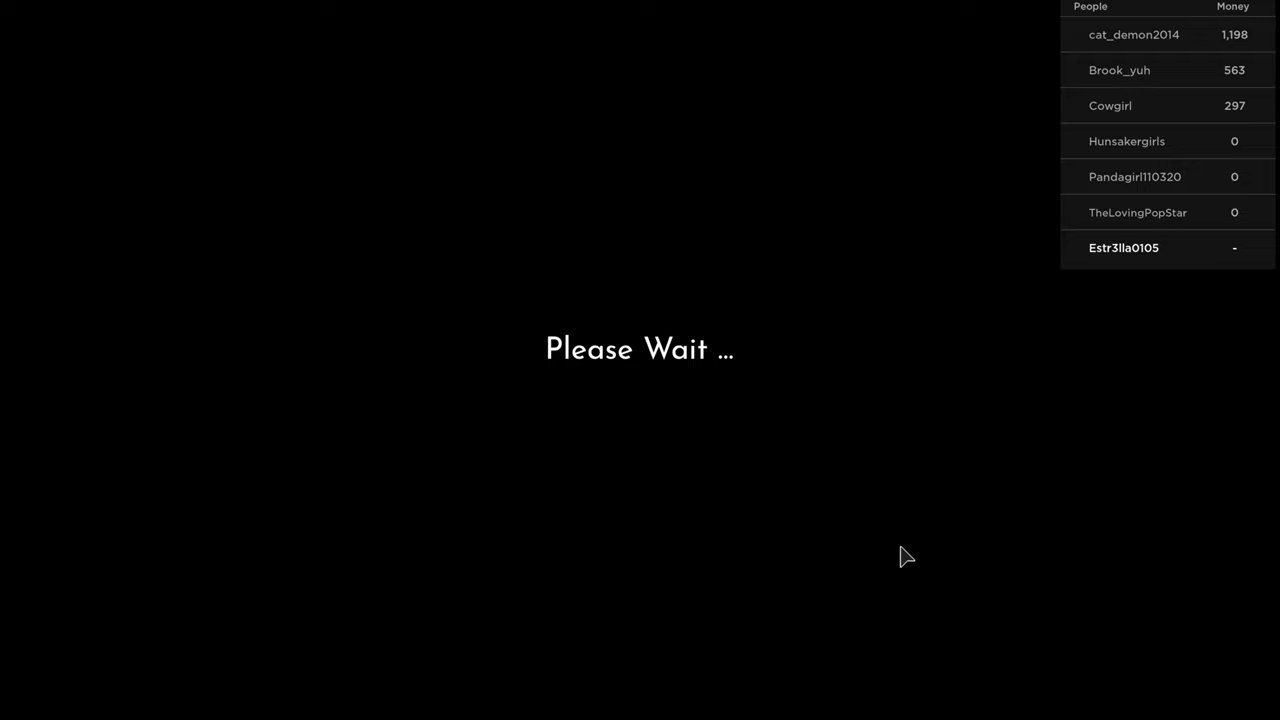 People Money
cat_demon2014 1,198
Brook_yuh 563
Cowgirl 297
Hunsakergirls 0
Pandagirl110320 0
TheLovingPopStar 0
Estr3lla0105 -
Please Wait ...